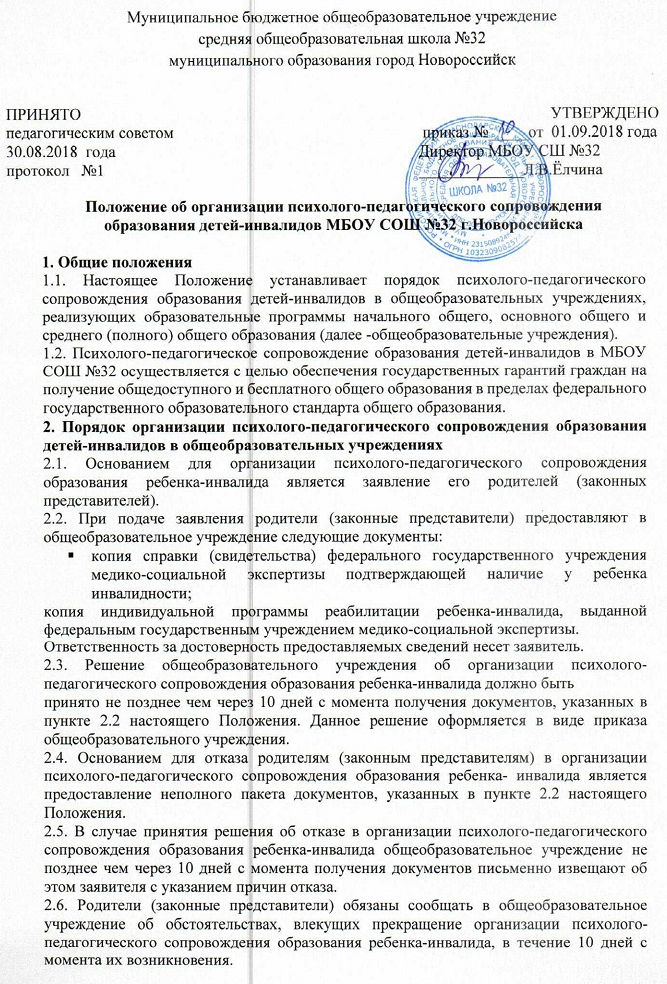 Муниципальное бюджетное общеобразовательное учреждение
средняя общеобразовательная школа №32
муниципального образования город Новороссийск
ПРИНЯТО УТВЕРЖДЕНО
педагогическим советом приказ № 10 от 01.09.2018 года
30.08.2018 года Директор МБОУ СШ №32
протокол №1 Л.В.Ёлчина
ШКОЛА №32
Положение об организации психолого-педагогического сопровождения
образования детей-инвалидов МБОУ СОШ №32 г.Новороссийска
1. Общие положения
1.1. Настоящее Положение устанавливает порядок психолого-педагогического
сопровождения образования детей-инвалидов в общеобразовательных учреждениях,
реализующих образовательные программы начального общего, основного общего и
среднего (полного) общего образования (далее -общеобразовательные учреждения).
1.2. Психолого-педагогическое сопровождение образования детей-инвалидов в МБОУ
СОШ №32 осуществляется с целью обеспечения государственных гарантий граждан на
получение общедоступного и бесплатного общего образования в пределах федерального
государственного образовательного стандарта общего образования.
2. Порядок организации психолого-педагогического сопровождения образования
детей-инвалидов в общеобразовательных учреждениях
2.1. Основанием для организации психолого-педагогического сопровождения
образования ребенка-инвалида является заявление его родителей (законных
представителей).
2.2. При подаче заявления родители (законные представители) предоставляют в
общеобразовательное учреждение следующие документы:
▪ копия справки (свидетельства) федерального государственного учреждения
медико-социальной экспертизы подтверждающей наличие у ребенка
инвалидности;
копия индивидуальной программы реабилитации ребенка-инвалида, выданной
федеральным государственным учреждением медико-социальной экспертизы.
Ответственность за достоверность предоставляемых сведений несет заявитель.
2.3. Решение общеобразовательного учреждения об организации психолого-
педагогического сопровождения образования ребенка-инвалида должно быть
принято не позднее чем через 10 дней с момента получения документов, указанных в
пункте 2.2 настоящего Положения. Данное решение оформляется в виде приказа
общеобразовательного учреждения.
2.4. Основанием для отказа родителям (законным представителям) в организации
психолого-педагогического сопровождения образования ребенка- инвалида является
предоставление неполного пакета документов, указанных в пункте 2.2 настоящего
Положения.
2.5. В случае принятия решения об отказе в организации психолого-педагогического
сопровождения образования ребенка-инвалида общеобразовательное учреждение не
позднее чем через 10 дней с момента получения документов письменно извещают об
этом заявителя с указанием причин отказа.
2.6. Родители (законные представители) обязаны сообщать в общеобразовательное
учреждение об обстоятельствах, влекущих прекращение организации психолого-
педагогического сопровождения образования ребенка-инвалида, в течение 10 дней с
момента их возникновения.